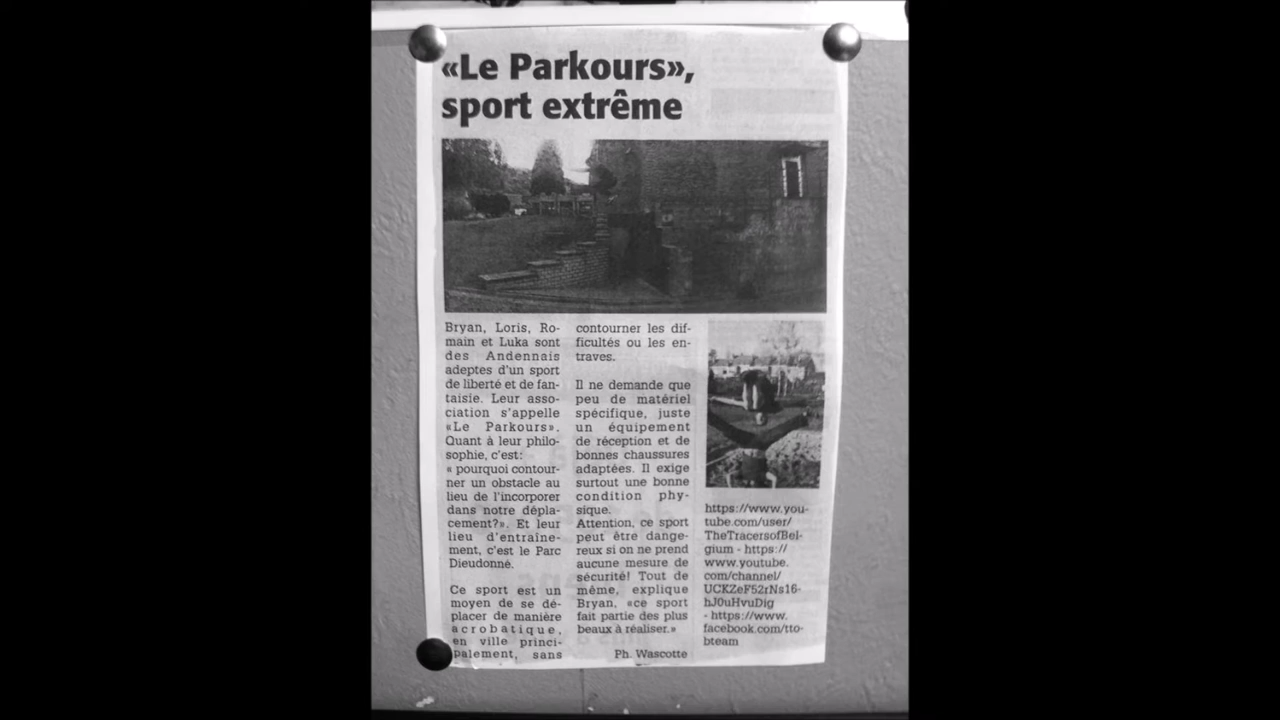 «Le Parkours»,
sport extrême
Bryan, Loris, Ro-
main et Luka sont
des Andennais
adeptes d'un sport
de liberté et de fan-
taisie. Leur asso-
ciation s'appelle
«Le Parkours».
Quant à leur philo-
sophie, c'est:
« pourquoi contour-
ner un obstacle au
lieu de l'incorporer
dans notre dépla-
cement?». Et leur
lieu d'entraîne-
ment, c'est le Parc
Dieudonné.
Ce sport est un
moyen de se dé-
placer de manière
acrobatique,
en ville princi-
palement, sans
contourner les dif-
ficultés ou les en-
traves.
Il ne demande que
peu de matériel
spécifique, juste
un équipement
de réception et de
bonnes chaussures
adaptées. Il exige
surtout une bonne
condition phy-
sique.
Attention, ce sport
peut être dange-
reux si on ne prend
aucune mesure de
sécurité! Tout de
même, explique
Bryan, «ce sport
fait partie des plus
beaux à réaliser.»
Ph. Wascotte
https://www.you-
tube.com/user/
TheTracersofBel-
gium - https://
www.youtube.
com/channel/
UCKZeF52rNs16-
hJ0uHvuDig
- https://www.
facebook.com/tto-
bteam